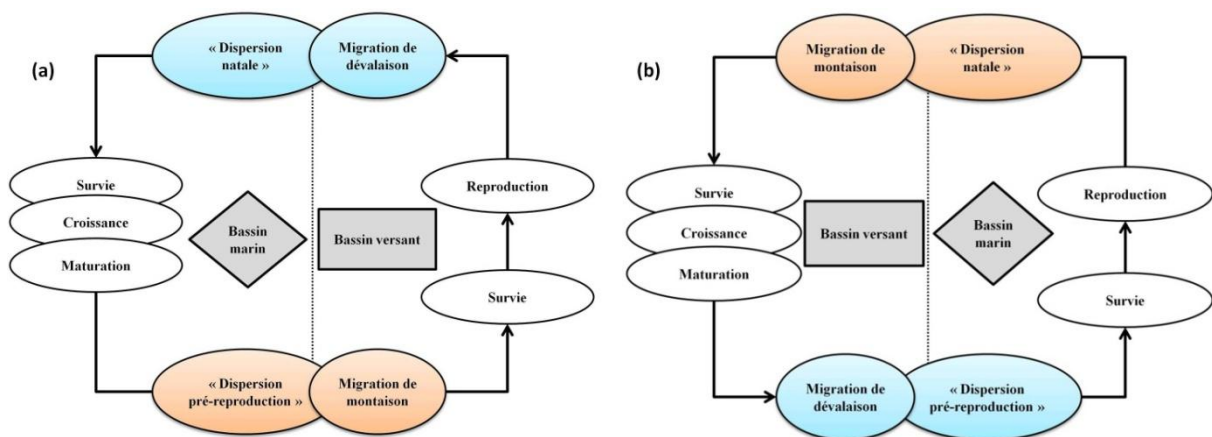 (a)
« Dispersion
natale »
Migration de
dévalaison
Survie
Croissance
Maturation
Bassin
marin
Bassin versant
Reproduction
Survie
« Dispersion
pré-reproduction »
Migration de
montaison
(b)
Migration de
montaison
« Dispersion
natale »
Survie
Croissance
Maturation
Bassin versant
Bassin
marin
Reproduction
Survie
Migration de
dévalaison
« Dispersion
pré-reproduction »